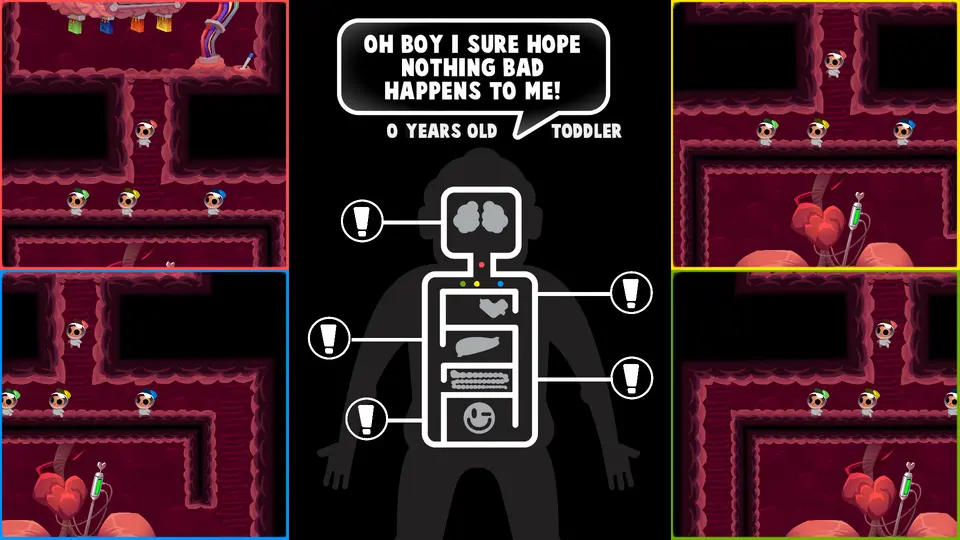 OH BOY I SURE HOPE
NOTHING BAD
HAPPENS TO ME!
0 YEARS OLD TODDLER
!
!
!
!
!